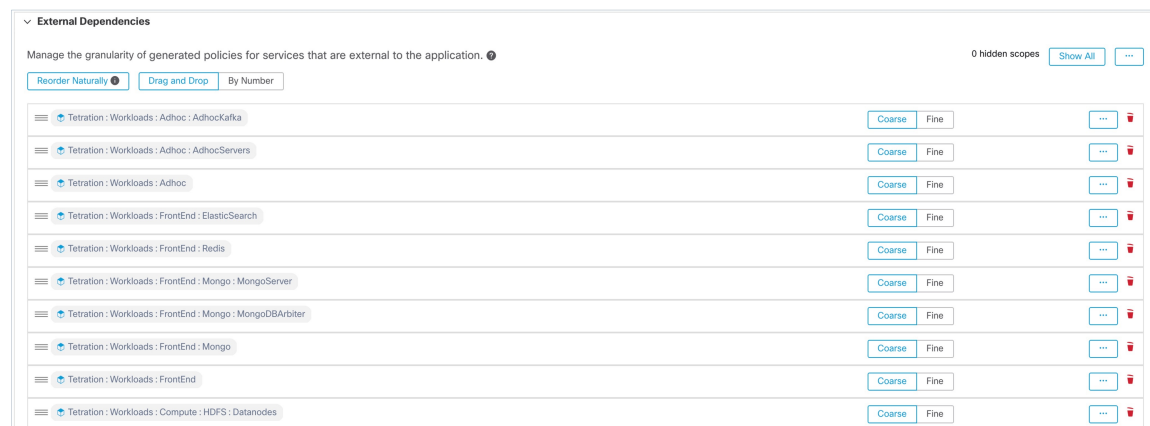 External Dependencies
Manage the granularity of generated policies for services that are external to the application. ?
0 hidden scopes Show All ...
Reorder Naturally i Drag and Drop By Number
Tetration : Workloads : Adhoc : AdhocKafka Coarse Fine ...
Tetration : Workloads : Adhoc : AdhocServers Coarse Fine ...
Tetration : Workloads : Adhoc Coarse Fine ...
Tetration : Workloads : FrontEnd : ElasticSearch Coarse Fine ...
Tetration : Workloads : FrontEnd : Redis Coarse Fine ...
Tetration : Workloads : FrontEnd : Mongo : MongoServer Coarse Fine ...
Tetration : Workloads : FrontEnd : Mongo : MongoDBArbiter Coarse Fine ...
Tetration : Workloads : FrontEnd : Mongo Coarse Fine ...
Tetration : Workloads : FrontEnd Coarse Fine ...
Tetration : Workloads : Compute : HDFS : Datanodes Coarse Fine ...